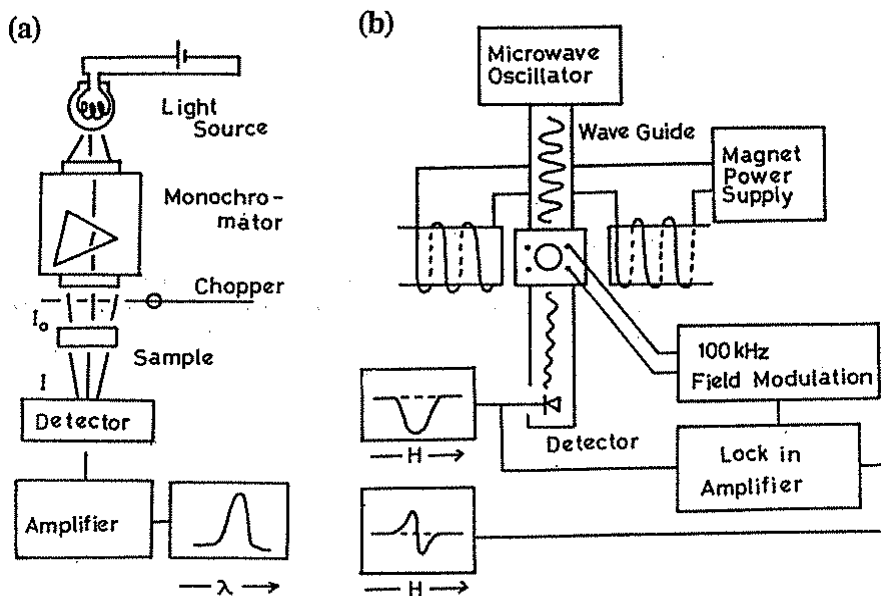 (a)
Light
Source
Monochro-
mátor
Chopper
I₀
Sample
I
Detector
Amplifier
λ
(b)
Microwave
Oscillator
Wave Guide
Magnet
Power
Supply
100 kHz
Field Modulation
H
Detector
Lock in
Amplifier
H